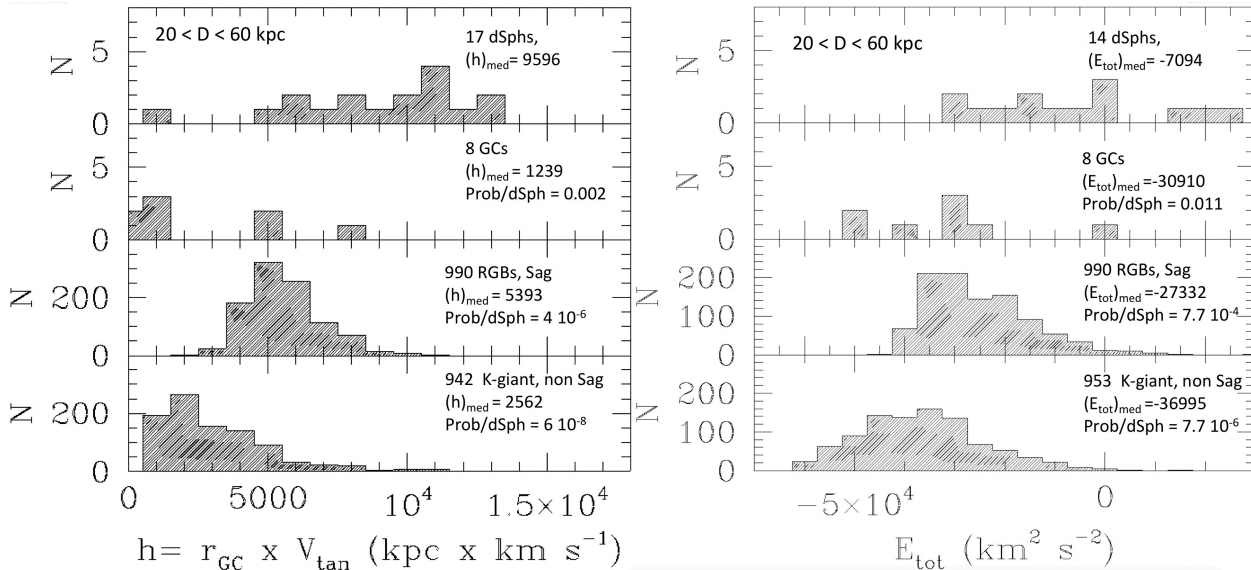 20 < D < 60 kpc
17 dSphs,
(h)med = 9596
N
5
0
8 GCs
(h)med = 1239
Prob/dSph = 0.002
N
5
0
990 RGBs, Sag
(h)med = 5393
Prob/dSph = 4 10-6
N
200
0
942 K-giant, non Sag
(h)med = 2562
Prob/dSph = 6 10-8
N
200
0
0 5000 10⁴ 1.5×10⁴
h= rGC x Vtan (kpc x km s⁻¹)
20 < D < 60 kpc
14 dSphs,
(Etot)med = -7094
N
5
0
8 GCs
(Etot)med = -30910
Prob/dSph = 0.011
N
5
0
990 RGBs, Sag
(Etot)med = -27332
Prob/dSph = 7.7 10-4
N
200
100
0
953 K-giant, non Sag
(Etot)med = -36995
Prob/dSph = 7.7 10-6
N
200
100
0
−5×10⁴ 0
Etot (km² s⁻²)